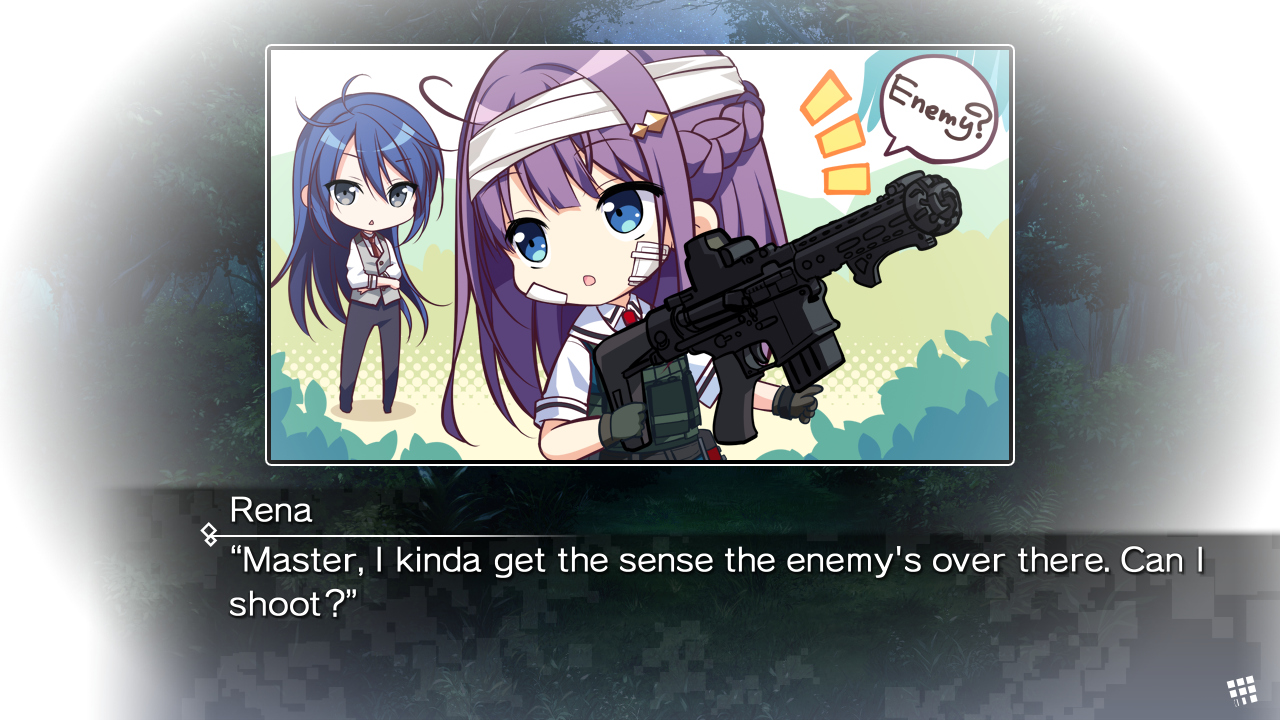 Enemy?
Rena
“Master, I kinda get the sense the enemy's over there. Can I
shoot?”